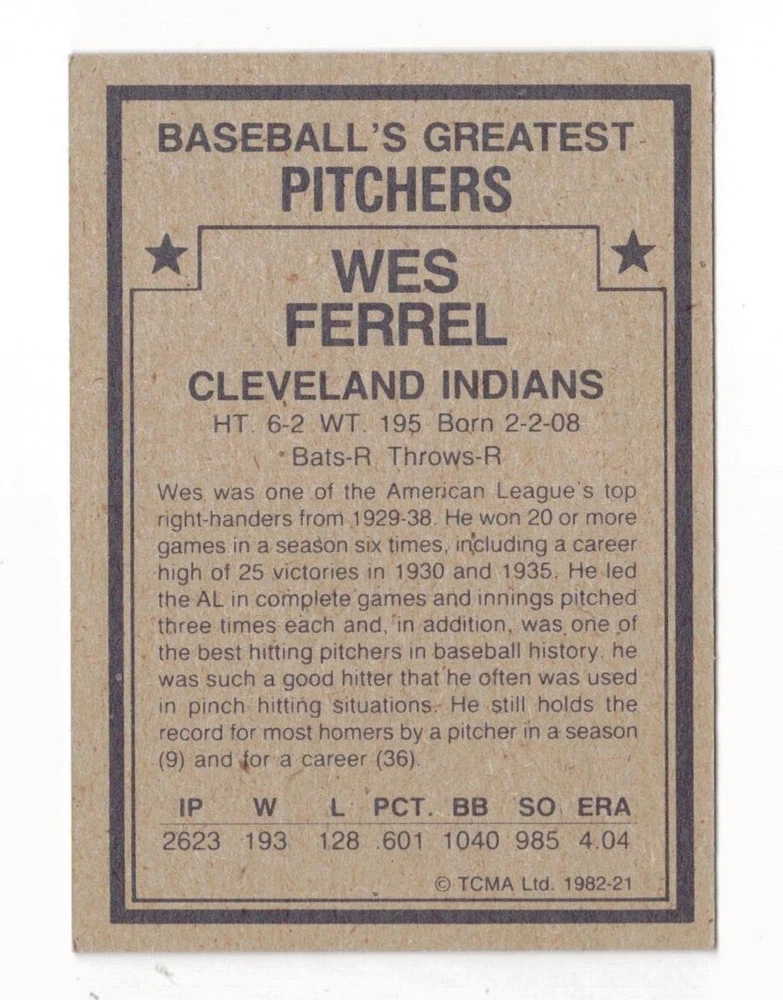 BASEBALL'S GREATEST
PITCHERS
WES
FERREL
CLEVELAND INDIANS
HT. 6-2 WT. 195 Born 2-2-08
Bats-R Throws-R
Wes was one of the American League's top
right-handers from 1929-38. He won 20 or more
games in a season six times, including a career
high of 25 victories in 1930 and 1935. He led
the AL in complete games and innings pitched
three times each and, in addition, was one of
the best hitting pitchers in baseball history. he
was such a good hitter that he often was used
in pinch hitting situations. He still holds the
record for most homers by a pitcher in a season
(9) and for a career (36).
IP W L PCT. BB SO ERA
2623 193 128 .601 1040 985 4.04
© TCMA Ltd. 1982-21